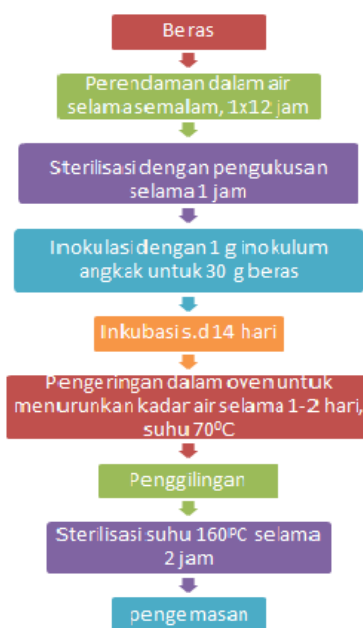 Beras
Perendaman dalam air
selama semalam, 1x12 jam
Sterilisasi dengan pengukusan
selama 1 jam
Inokulasi dengan 1 g inokulum
angkak untuk 30 g beras
Inkubasi s.d 14 hari
Pengeringan dalam oven untuk
menurunkan kadar air selama 1-2 hari,
suhu 70⁰C
Penggilingan
Sterilisasi suhu 160⁰C selama
2 jam
pengemasan